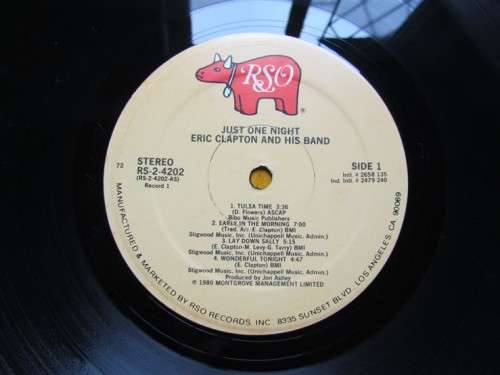 RSO
®
JUST ONE NIGHT
ERIC CLAPTON AND HIS BAND
72
STEREO
RS-2-4202
(RS-2-4202-AS)
Record 1
SIDE 1
Intl. # 2658 135
Ind. Intl. # 2479 240
1. TULSA TIME 3:36
(D. Flowers) ASCAP
Bibo Music Publishers
2. EARLY IN THE MORNING 7:00
(Trad. Arr. E. Clapton) BMI
Stigwood Music, Inc. (Unichappell Music, Admin.)
3. LAY DOWN SALLY 5:15
(E. Clapton-M. Levy-G. Terry) BMI
Stigwood Music, Inc. (Unichappell Music, Admin.)
4. WONDERFUL TONIGHT 4:47
(E. Clapton) BMI
Stigwood Music, Inc. (Unichappell Music, Admin.)
Produced by Jon Astley
© 1980 MONTGROVE MANAGEMENT LIMITED
MANUFACTURED & MARKETED BY RSO RECORDS, INC. 8335 SUNSET BLVD. LOS ANGELES, CA. 90069